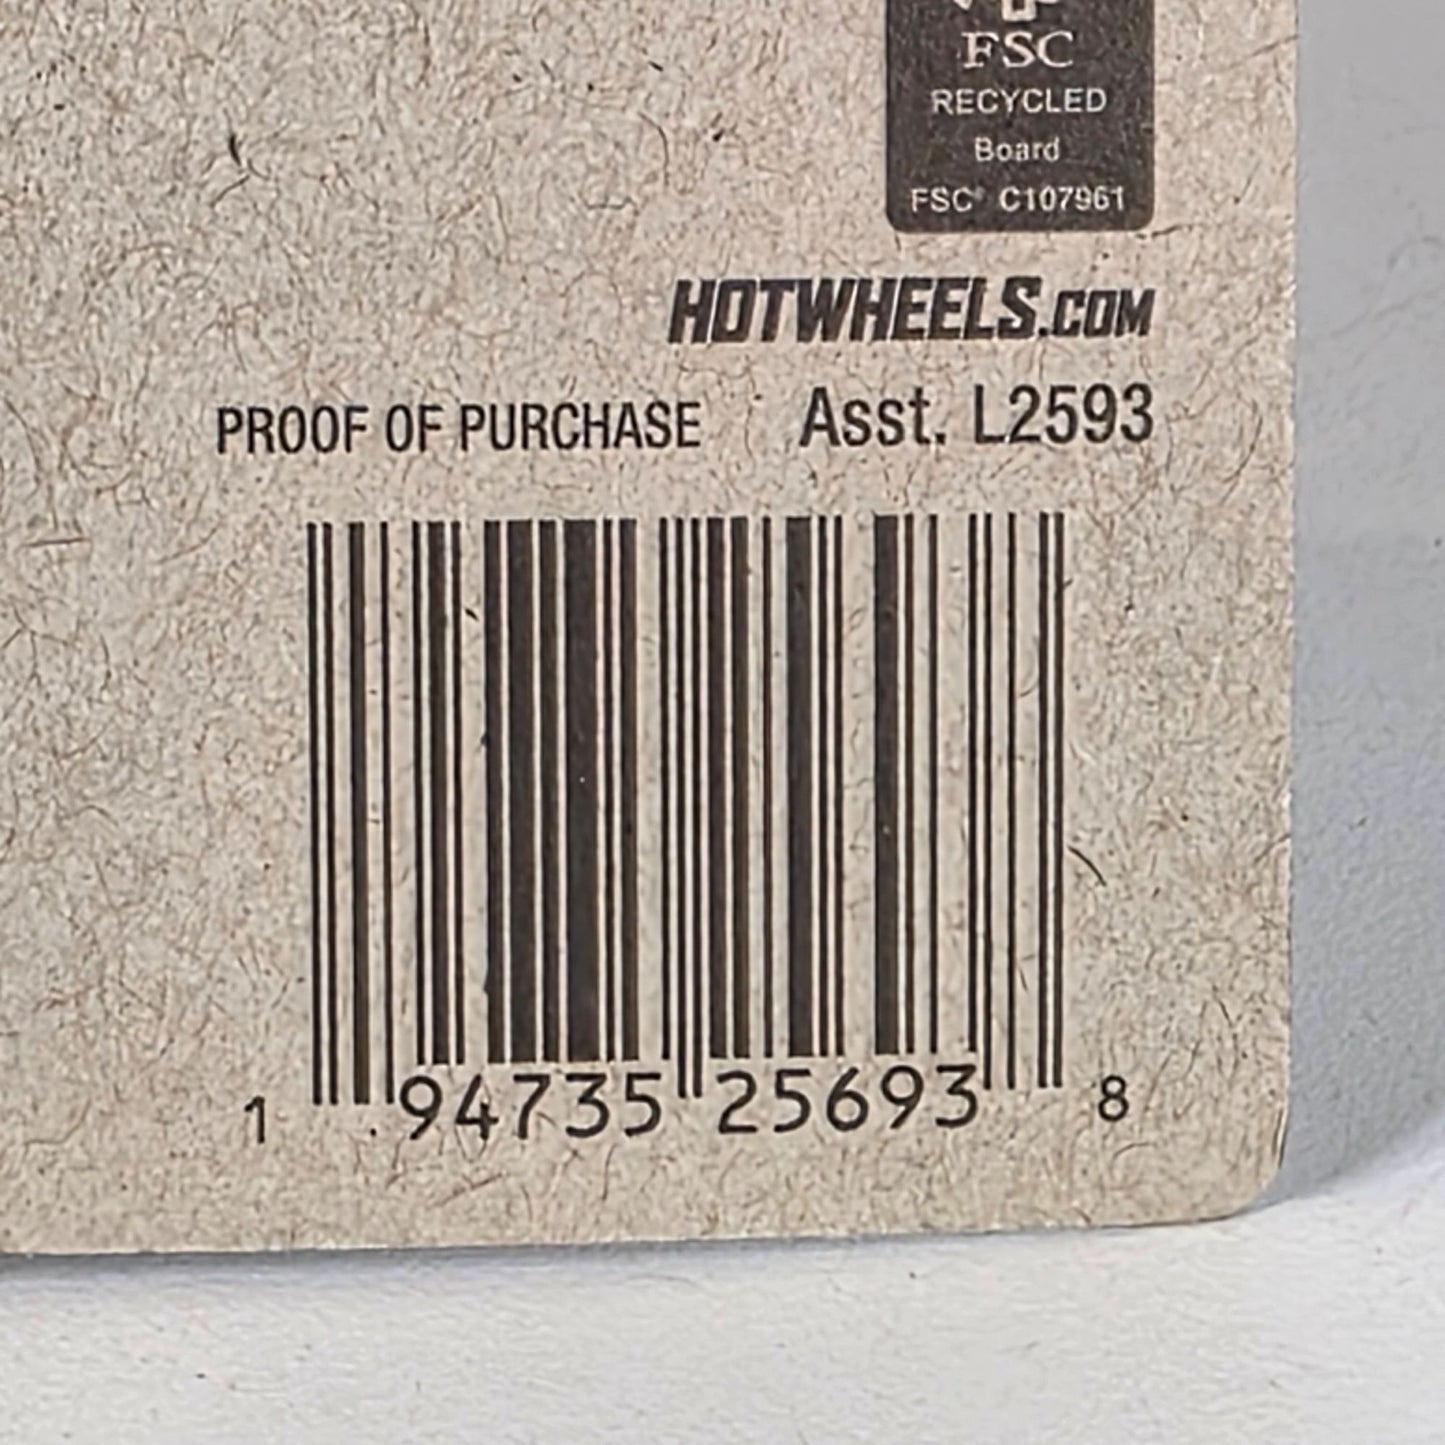 FSC
RECYCLED
Board
FSC® C107961
HOTWHEELS.COM
PROOF OF PURCHASE Asst. L2593
1 94735 25693 8